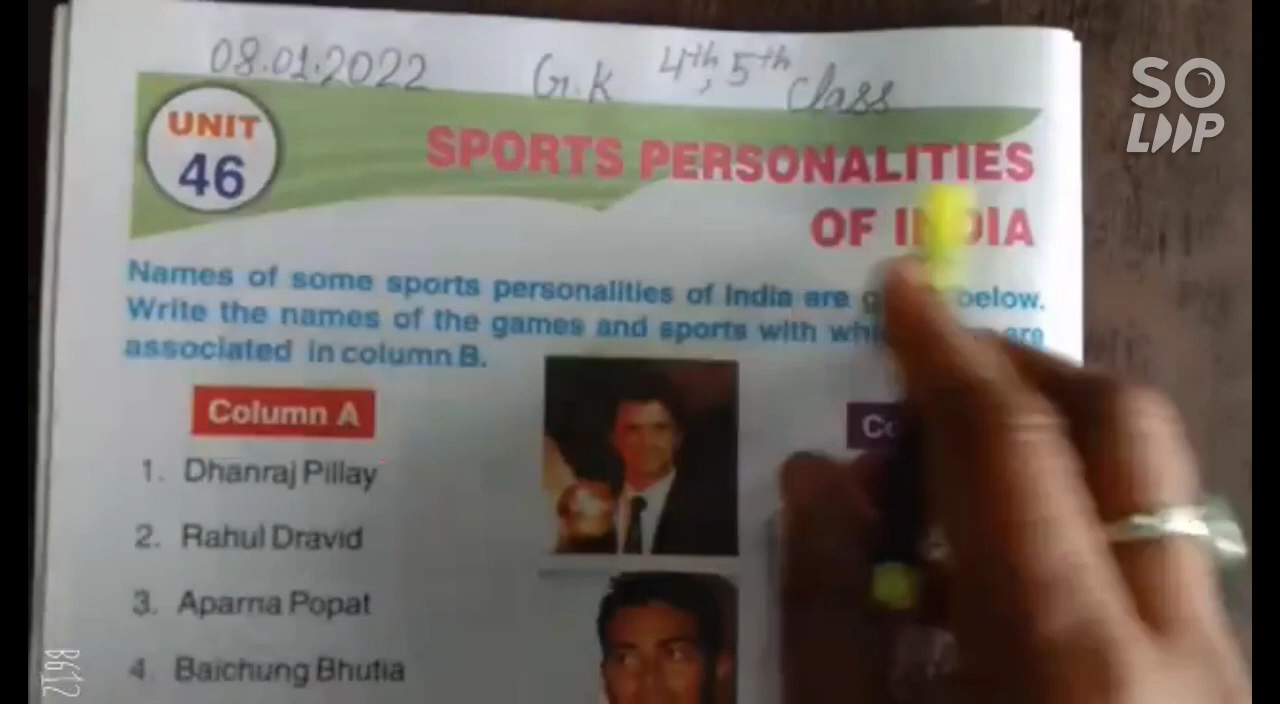 08.01.2022 G.K 4th, 5th Class
UNIT
46
SPORTS PERSONALITIES
OF INDIA
Names of some sports personalities of India are below.
Write the names of the games and sports with are
associated in column B.
Column A
1. Dhanraj Pillay
2. Rahul Dravid
3. Aparna Popat
4 Baichung Bhutia
SO
LOOP
B612